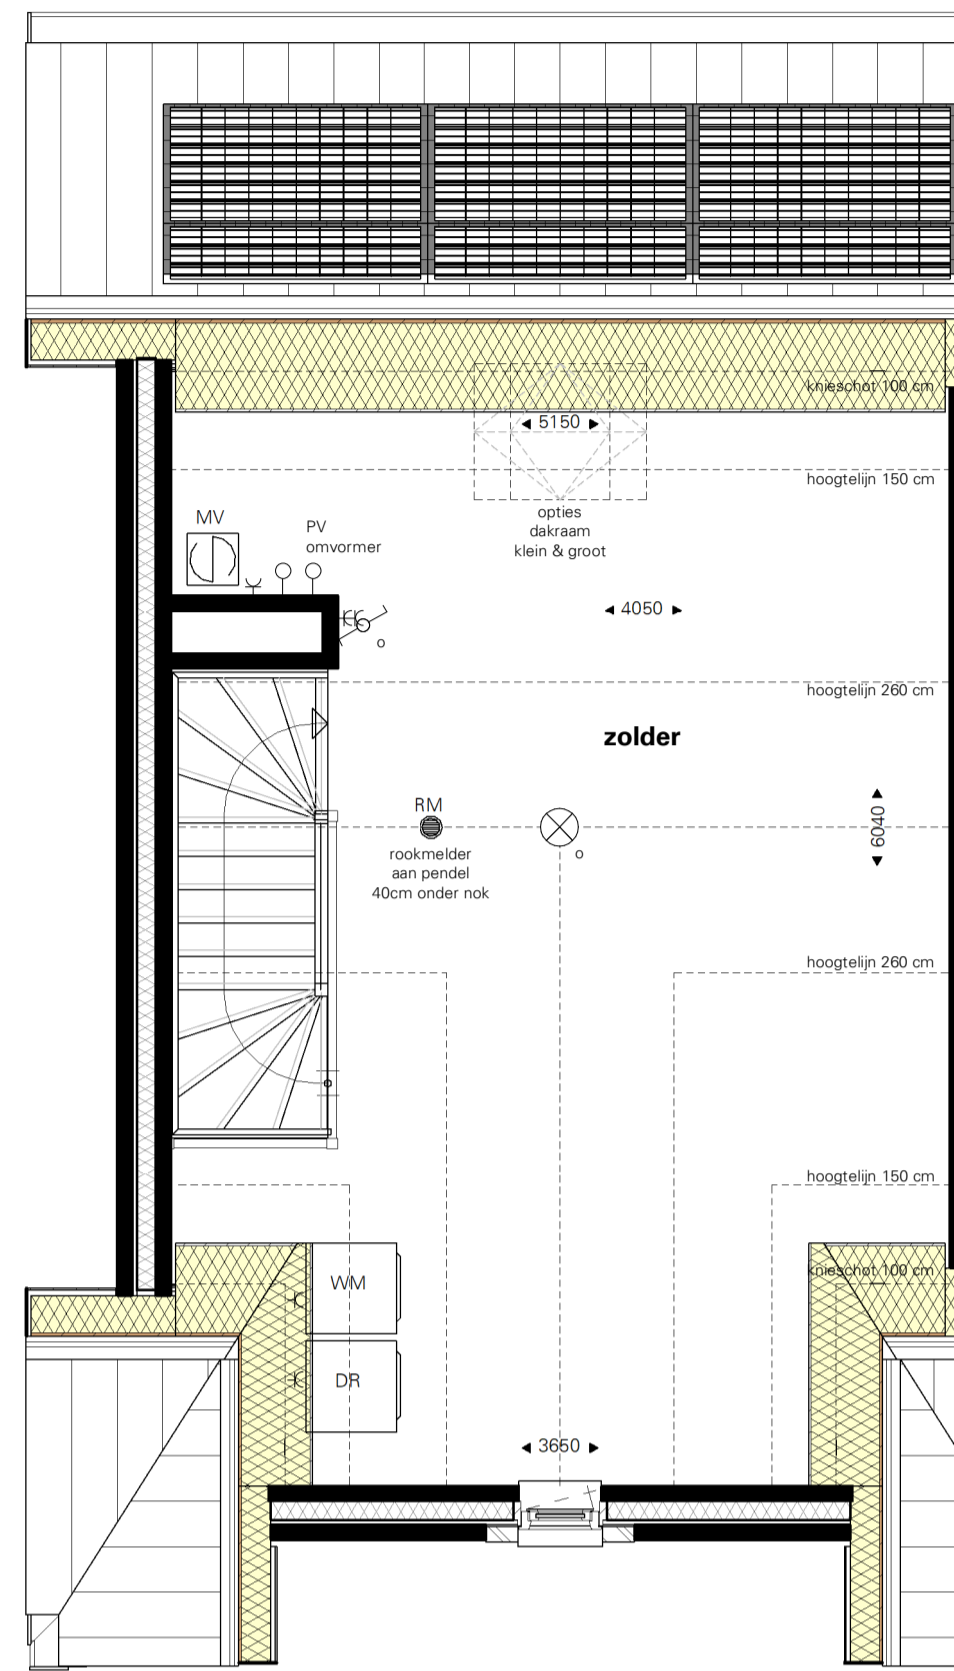 knieschot 100 cm
5150
hoogtelijn 150 cm
opties
dakraam
klein & groot
MV
PV
omvormer
4050
o
hoogtelijn 260 cm
zolder
RM
rookmelder
aan pendel
40cm onder nok
o
6040
hoogtelijn 260 cm
hoogtelijn 150 cm
knieschot 100 cm
WM
DR
3650